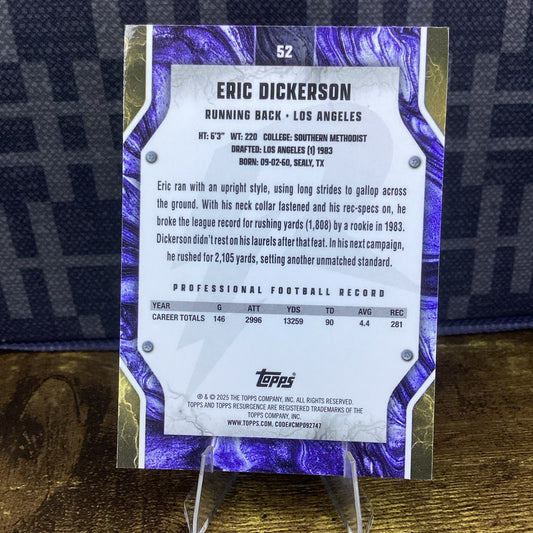 52
ERIC DICKERSON
RUNNING BACK • LOS ANGELES
HT: 6'3" WT: 220 COLLEGE: SOUTHERN METHODIST
DRAFTED: LOS ANGELES (1) 1983
BORN: 09-02-60, SEALY, TX
Eric ran with an upright style, using long strides to gallop across
the ground. With his neck collar fastened and his rec-specs on, he
broke the league record for rushing yards (1,808) by a rookie in 1983.
Dickerson didn't rest on his laurels after that feat. In his next campaign,
he rushed for 2,105 yards, setting another unmatched standard.
PROFESSIONAL FOOTBALL RECORD
YEAR G ATT YDS TD AVG REC
CAREER TOTALS 146 2996 13259 90 4.4 281
TOPPS
® & © 2025 THE TOPPS COMPANY, INC. ALL RIGHTS RESERVED.
TOPPS AND TOPPS RESURGENCE ARE REGISTERED TRADEMARKS OF THE
TOPPS COMPANY, INC.
WWW.TOPPS.COM. CODE#CMP092747